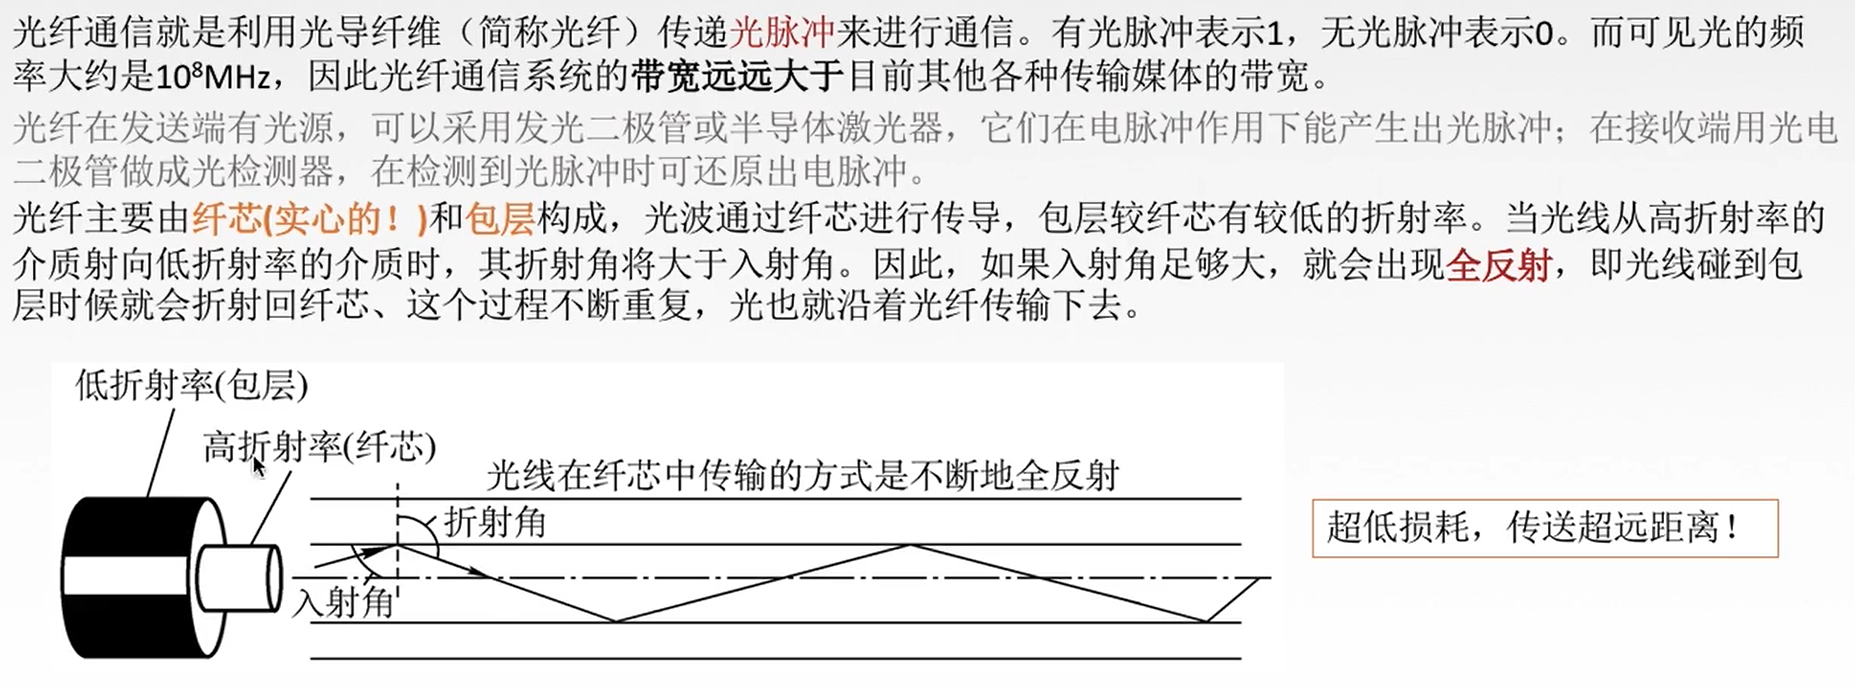 光纤通信就是利用光导纤维（简称光纤）传递光脉冲来进行通信。有光脉冲表示1，无光脉冲表示0。而可见光的频
率大约是10⁸MHz，因此光纤通信系统的带宽远远大于目前其他各种传输媒体的带宽。
光纤在发送端有光源，可以采用发光二极管或半导体激光器，它们在电脉冲作用下能产生出光脉冲；在接收端用光电
二极管做成光检测器，在检测到光脉冲时可还原出电脉冲。
光纤主要由纤芯(实心的！)和包层构成，光波通过纤芯进行传导，包层较纤芯有较低的折射率。当光线从高折射率的
介质射向低折射率的介质时，其折射角将大于入射角。因此，如果入射角足够大，就会出现全反射，即光线碰到包
层时候就会折射回纤芯、这个过程不断重复，光也就沿着光纤传输下去。
低折射率(包层)
高折射率(纤芯)
光线在纤芯中传输的方式是不断地全反射
折射角
入射角
超低损耗，传送超远距离！